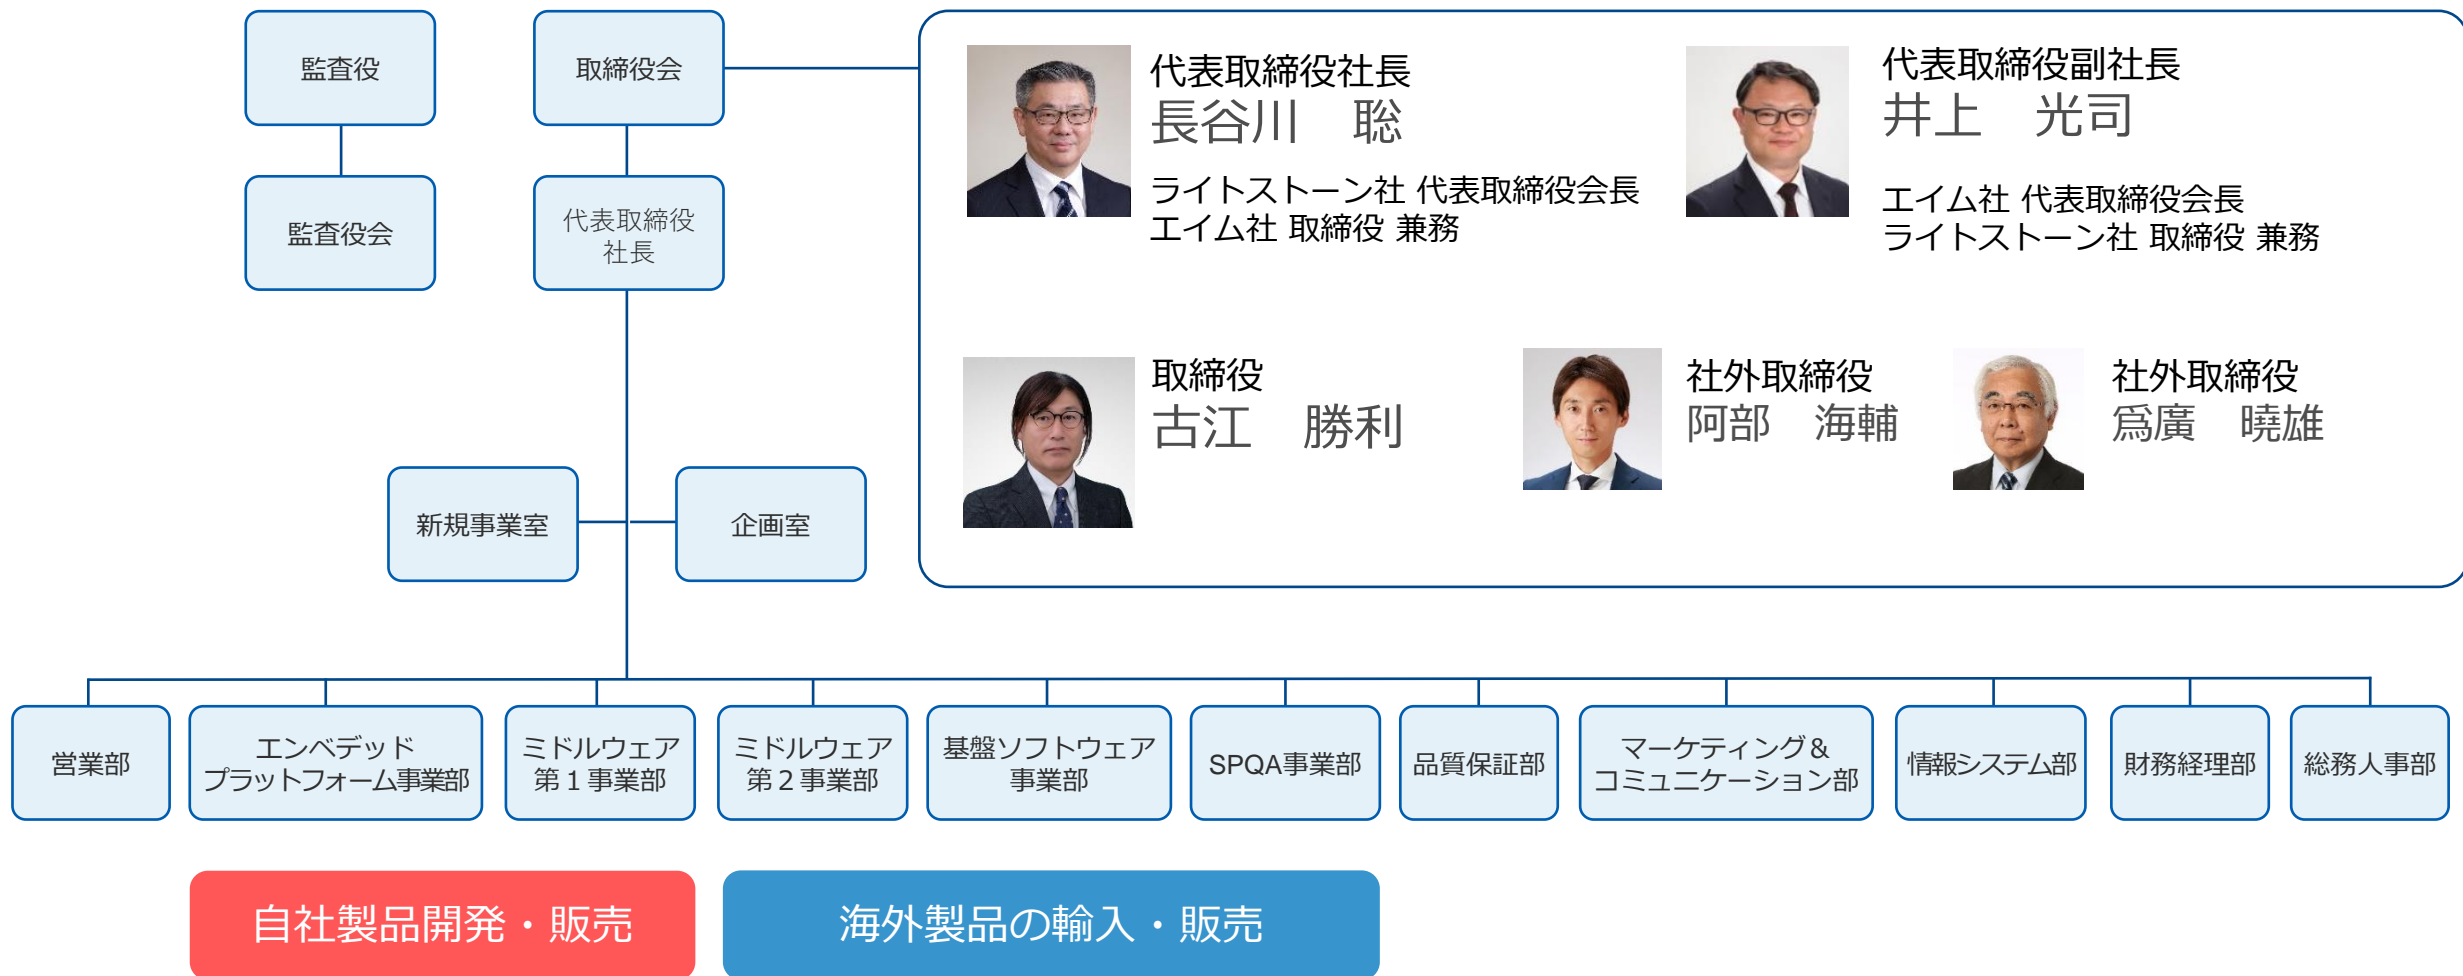 監査役
取締役会
監査役会
代表取締役
社長
代表取締役社長
長谷川　聡
ライトストーン社 代表取締役会長
エイム社 取締役 兼務
代表取締役副社長
井上　光司
エイム社 代表取締役会長
ライトストーン社 取締役 兼務
取締役
古江　勝利
社外取締役
阿部　海輔
社外取締役
爲廣　曉雄
新規事業室
企画室
営業部
エンベデッド
プラットフォーム事業部
ミドルウェア
第１事業部
ミドルウェア
第２事業部
基盤ソフトウェア
事業部
SPQA事業部
品質保証部
マーケティング＆
コミュニケーション部
情報システム部
財務経理部
総務人事部
自社製品開発・販売
海外製品の輸入・販売